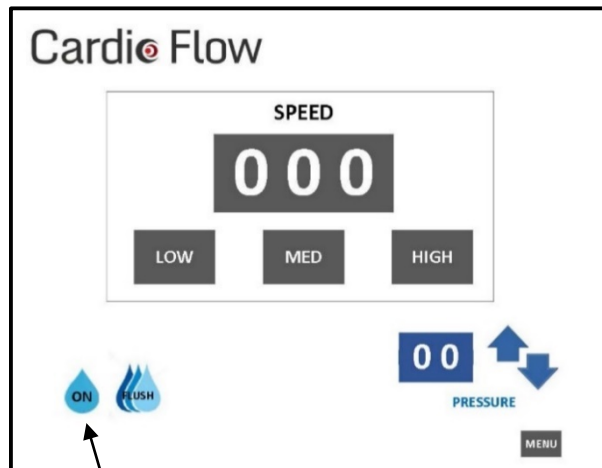 Cardio Flow
SPEED
000
LOW MED HIGH
00
PRESSURE
ON FLUSH
MENU